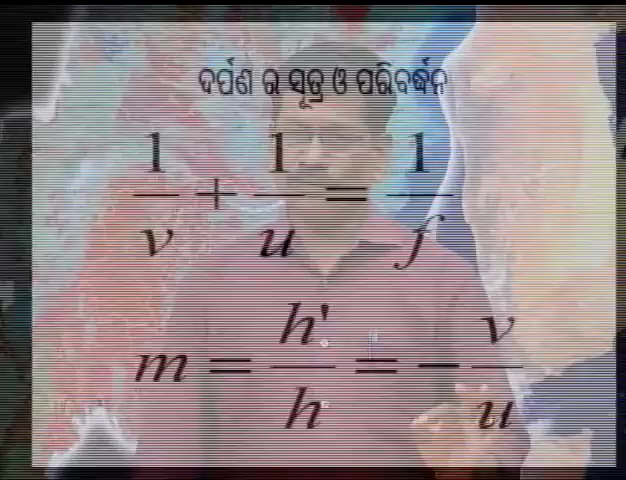 ଦର୍ପଣ ର ସୂତ୍ର ଓ ପରିବର୍ଦ୍ଧନ
1/v + 1/u = 1/f
m = h'/h = − v/u